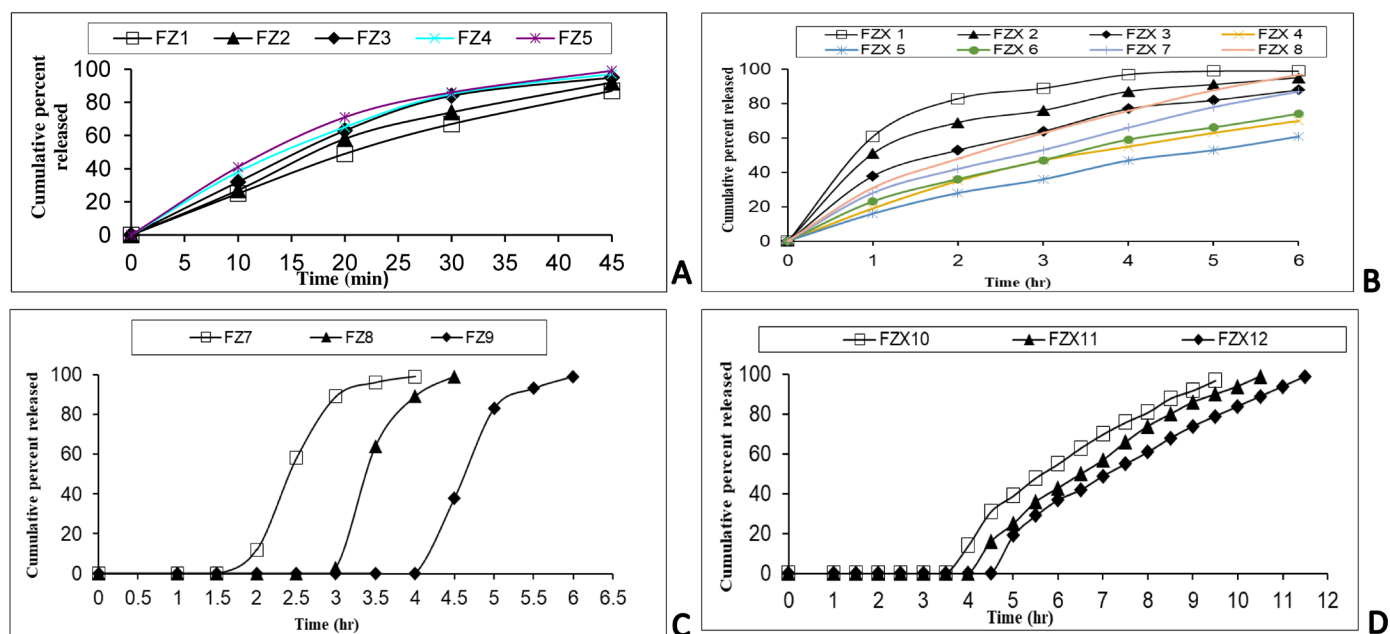 FZ1 FZ2 FZ3 FZ4 FZ5
Cumulative percent
released
100
80
60
40
20
0
0 5 10 15 20 25 30 35 40 45
Time (min)
A
FZX 1 FZX 2 FZX 3 FZX 4
FZX 5 FZX 6 FZX 7 FZX 8
Cumulative percent released
100
80
60
40
20
0
0 1 2 3 4 5 6
Time (hr)
B
FZ7 FZ8 FZ9
Cumulative percent released
100
80
60
40
20
0
0 0.5 1 1.5 2 2.5 3 3.5 4 4.5 5 5.5 6 6.5
Time (hr)
C
FZX10 FZX11 FZX12
Cumulative percent released
100
80
60
40
20
0
0 1 2 3 4 5 6 7 8 9 10 11 12
Time (hr)
D